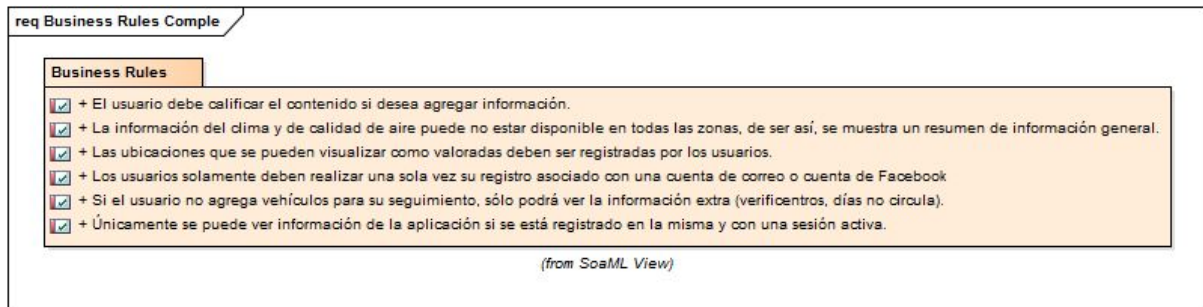 req Business Rules Comple
Business Rules
+ El usuario debe calificar el contenido si desea agregar información.
+ La información del clima y de calidad de aire puede no estar disponible en todas las zonas, de ser así, se muestra un resumen de información general.
+ Las ubicaciones que se pueden visualizar como valoradas deben ser registradas por los usuarios.
+ Los usuarios solamente deben realizar una sola vez su registro asociado con una cuenta de correo o cuenta de Facebook
+ Si el usuario no agrega vehículos para su seguimiento, sólo podrá ver la información extra (verificentros, días no circula).
+ Únicamente se puede ver información de la aplicación si se está registrado en la misma y con una sesión activa.
(from SoaML View)